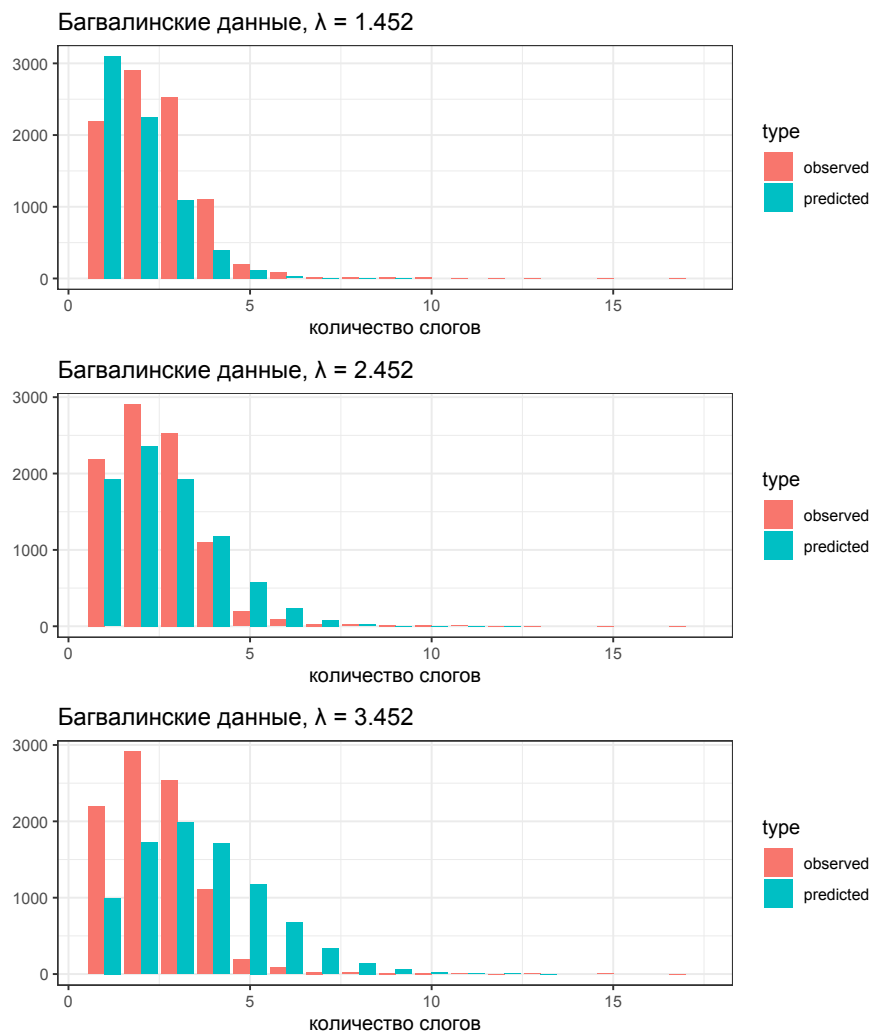 Багвалинские данные, λ = 1.452
3000
2000
1000
0
0 5 10 15
количество слогов
type
observed
predicted
Багвалинские данные, λ = 2.452
3000
2000
1000
0
0 5 10 15
количество слогов
type
observed
predicted
Багвалинские данные, λ = 3.452
3000
2000
1000
0
0 5 10 15
количество слогов
type
observed
predicted